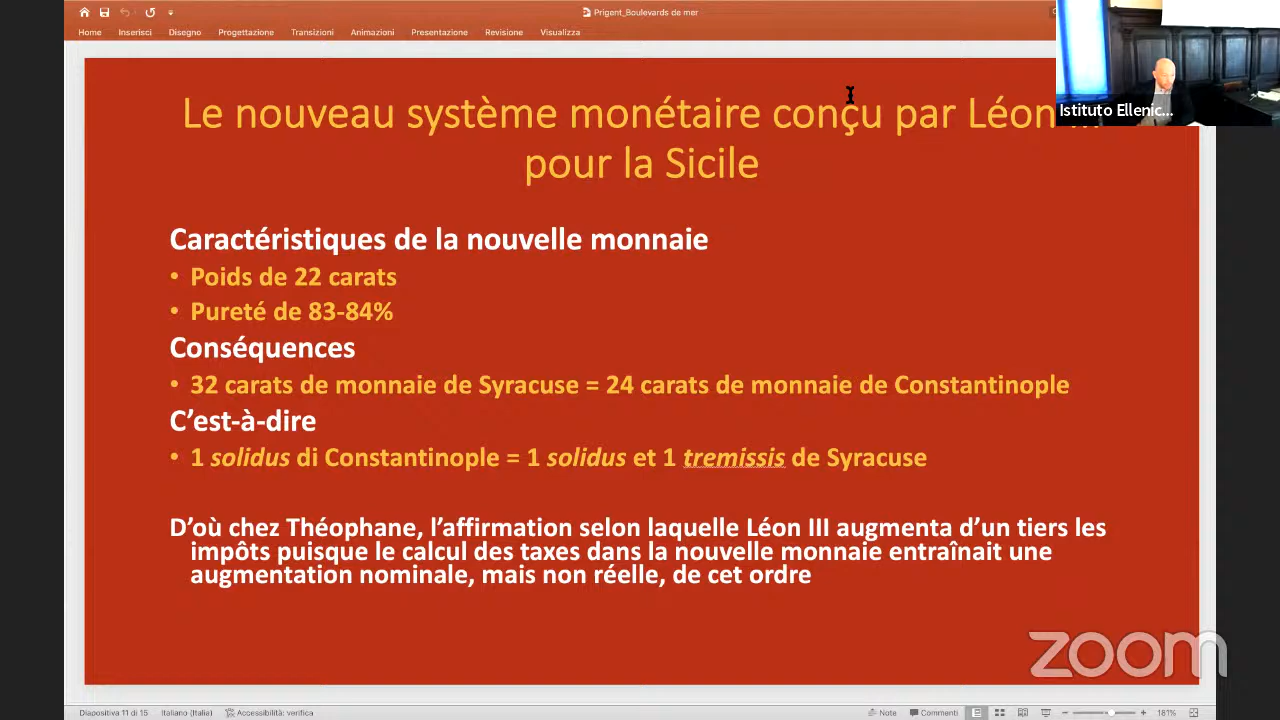 Prigent_Boulevards de mer
Home Inserisci Disegno Progettazione Transizioni Animazioni Presentazione Revisione Visualizza
Istituto Ellenic...
Le nouveau système monétaire conçu par Léon
pour la Sicile
Caractéristiques de la nouvelle monnaie
• Poids de 22 carats
• Pureté de 83-84%
Conséquences
• 32 carats de monnaie de Syracuse = 24 carats de monnaie de Constantinople
C’est-à-dire
• 1 solidus di Constantinople = 1 solidus et 1 tremissis de Syracuse
D’où chez Théophane, l’affirmation selon laquelle Léon III augmenta d’un tiers les
impôts puisque le calcul des taxes dans la nouvelle monnaie entraînait une
augmentation nominale, mais non réelle, de cet ordre
zoom
Diapositiva 11 di 15 Italiano (Italia) Accessibilità: verifica Note Commenti 181%